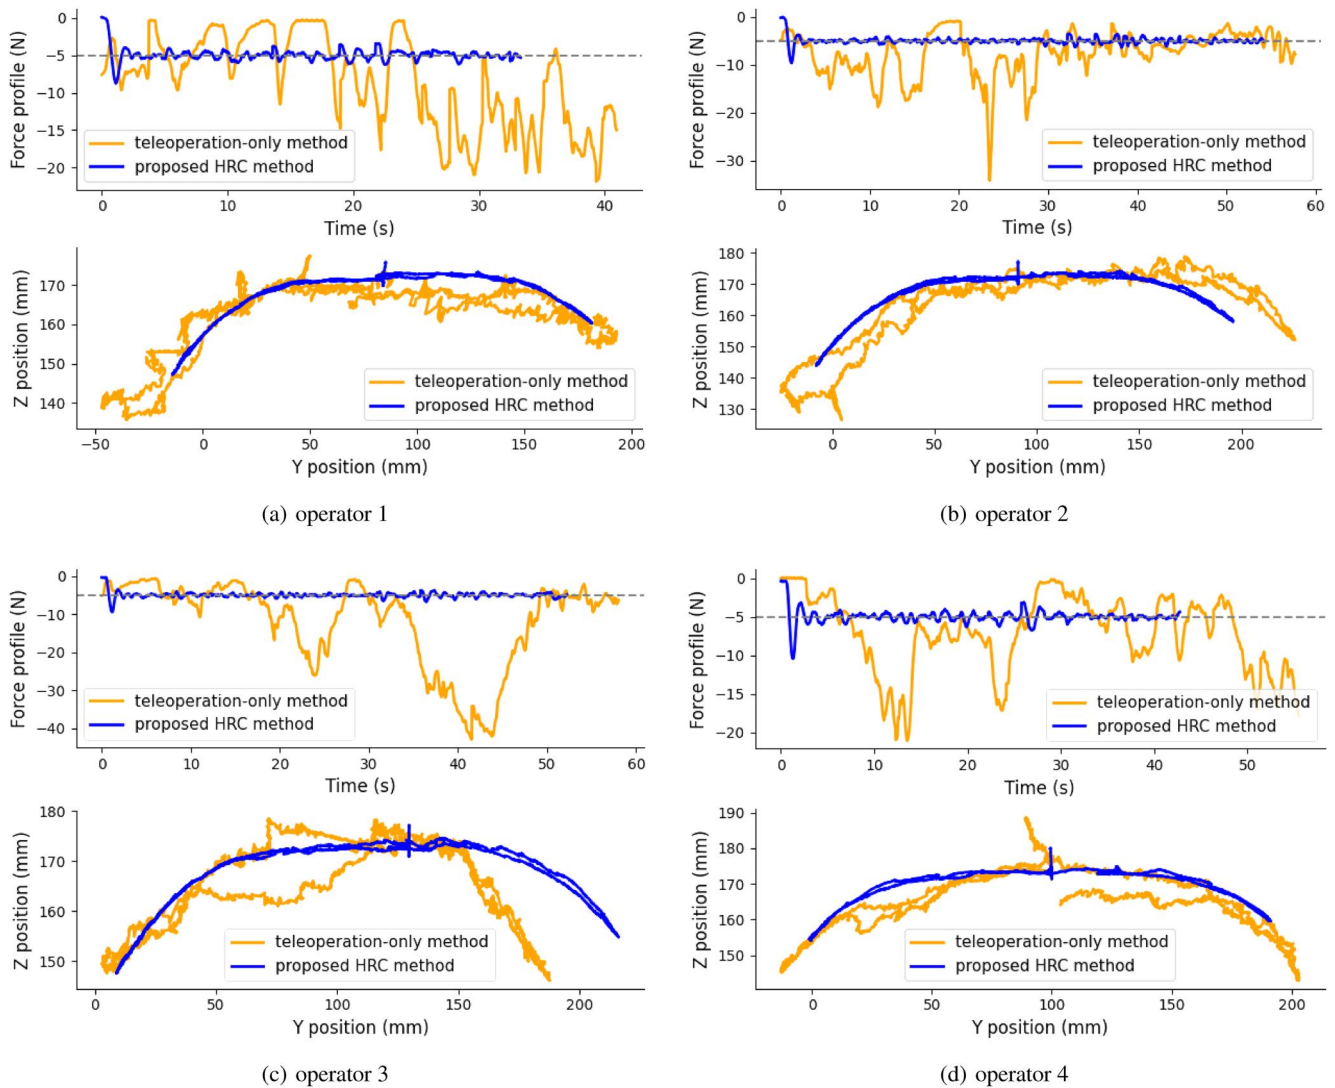 Force profile (N)
0
−5
−10
−15
−20
teleoperation-only method
proposed HRC method
0 10 20 30 40
Time (s)
Z position (mm)
170
160
150
140
teleoperation-only method
proposed HRC method
−50 0 50 100 150 200
Y position (mm)
(a) operator 1
Force profile (N)
0
−10
−20
−30
teleoperation-only method
proposed HRC method
0 10 20 30 40 50 60
Time (s)
Z position (mm)
180
170
160
150
140
130
teleoperation-only method
proposed HRC method
0 50 100 150 200
Y position (mm)
(b) operator 2
Force profile (N)
0
−10
−20
−30
−40
teleoperation-only method
proposed HRC method
0 10 20 30 40 50 60
Time (s)
Z position (mm)
180
170
160
150
teleoperation-only method
proposed HRC method
0 50 100 150 200
Y position (mm)
(c) operator 3
Force profile (N)
0
−5
−10
−15
−20
teleoperation-only method
proposed HRC method
0 10 20 30 40 50
Time (s)
Z position (mm)
190
180
170
160
150
teleoperation-only method
proposed HRC method
0 50 100 150 200
Y position (mm)
(d) operator 4